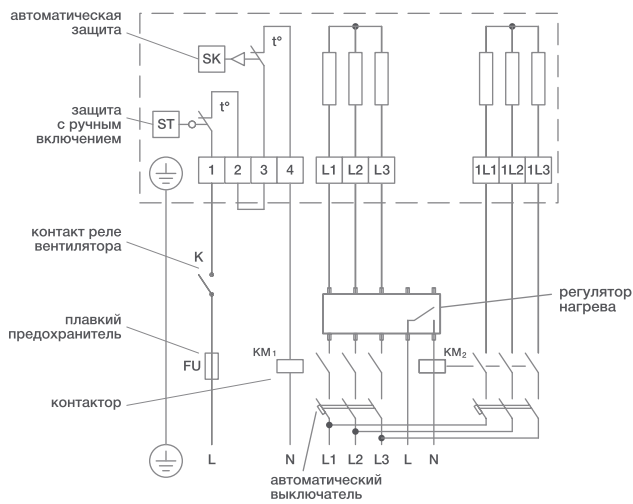 автоматическая
защита
SK
t°
защита
с ручным
включением
ST
t°
1 2 3 4 L1 L2 L3 1L1 1L2 1L3
контакт реле
вентилятора
K
регулятор
нагрева
плавкий
предохранитель
FU
KM1
KM2
контактор
L N L1 L2 L3 L N
автоматический
выключатель